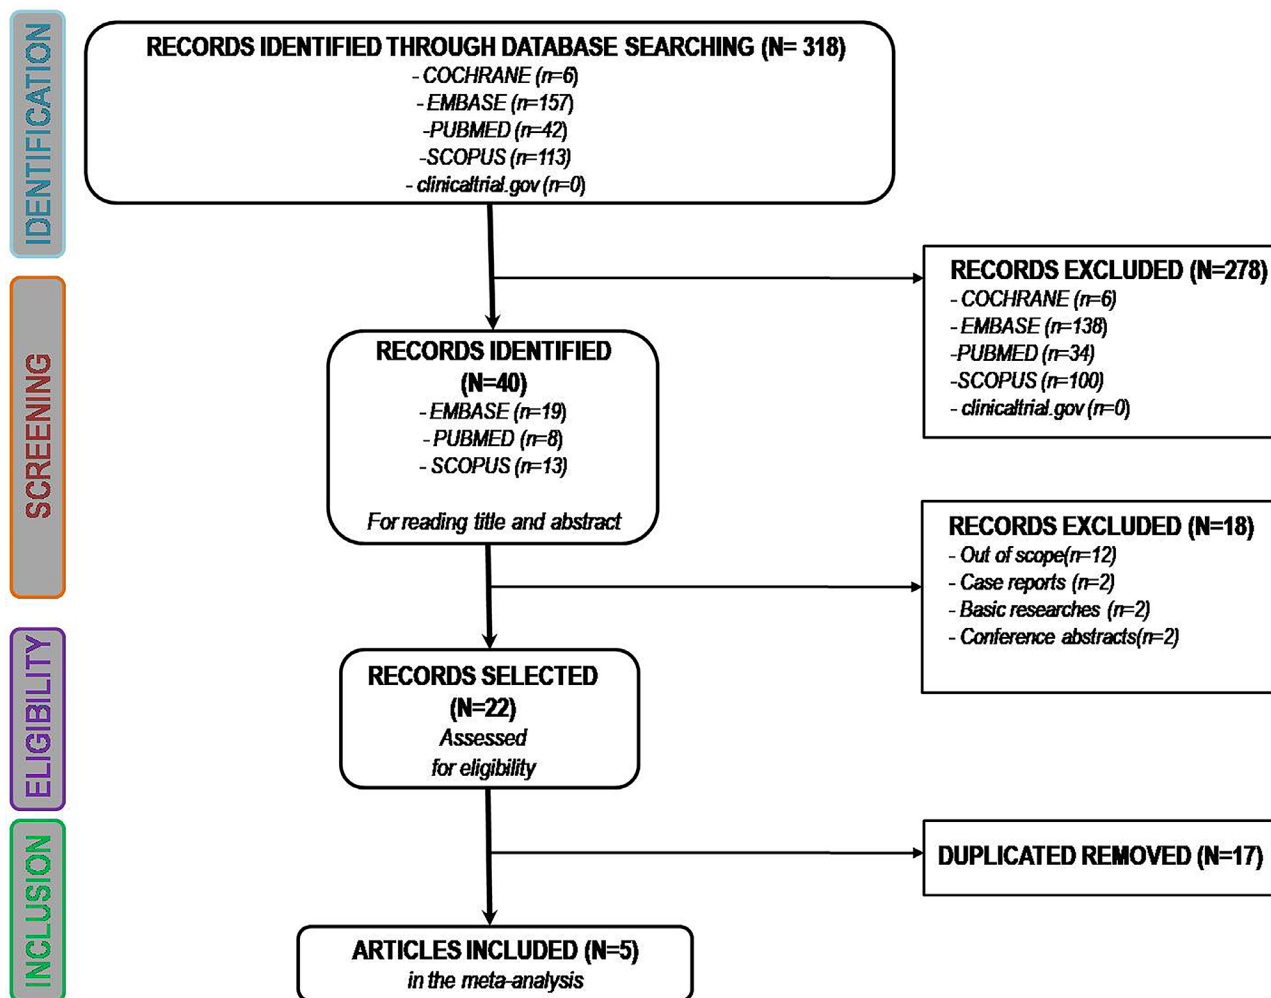 IDENTIFICATION
RECORDS IDENTIFIED THROUGH DATABASE SEARCHING (N= 318)
- COCHRANE (n=6)
- EMBASE (n=157)
-PUBMED (n=42)
-SCOPUS (n=113)
- clinicaltrial.gov (n=0)
RECORDS EXCLUDED (N=278)
- COCHRANE (n=6)
- EMBASE (n=138)
-PUBMED (n=34)
-SCOPUS (n=100)
- clinicaltrial.gov (n=0)
SCREENING
RECORDS IDENTIFIED
(N=40)
- EMBASE (n=19)
- PUBMED (n=8)
- SCOPUS (n=13)
For reading title and abstract
RECORDS EXCLUDED (N=18)
- Out of scope(n=12)
- Case reports (n=2)
- Basic researches (n=2)
- Conference abstracts(n=2)
ELIGIBILITY
RECORDS SELECTED
(N=22)
Assessed
for eligibility
DUPLICATED REMOVED (N=17)
INCLUSION
ARTICLES INCLUDED (N=5)
in the meta-analysis